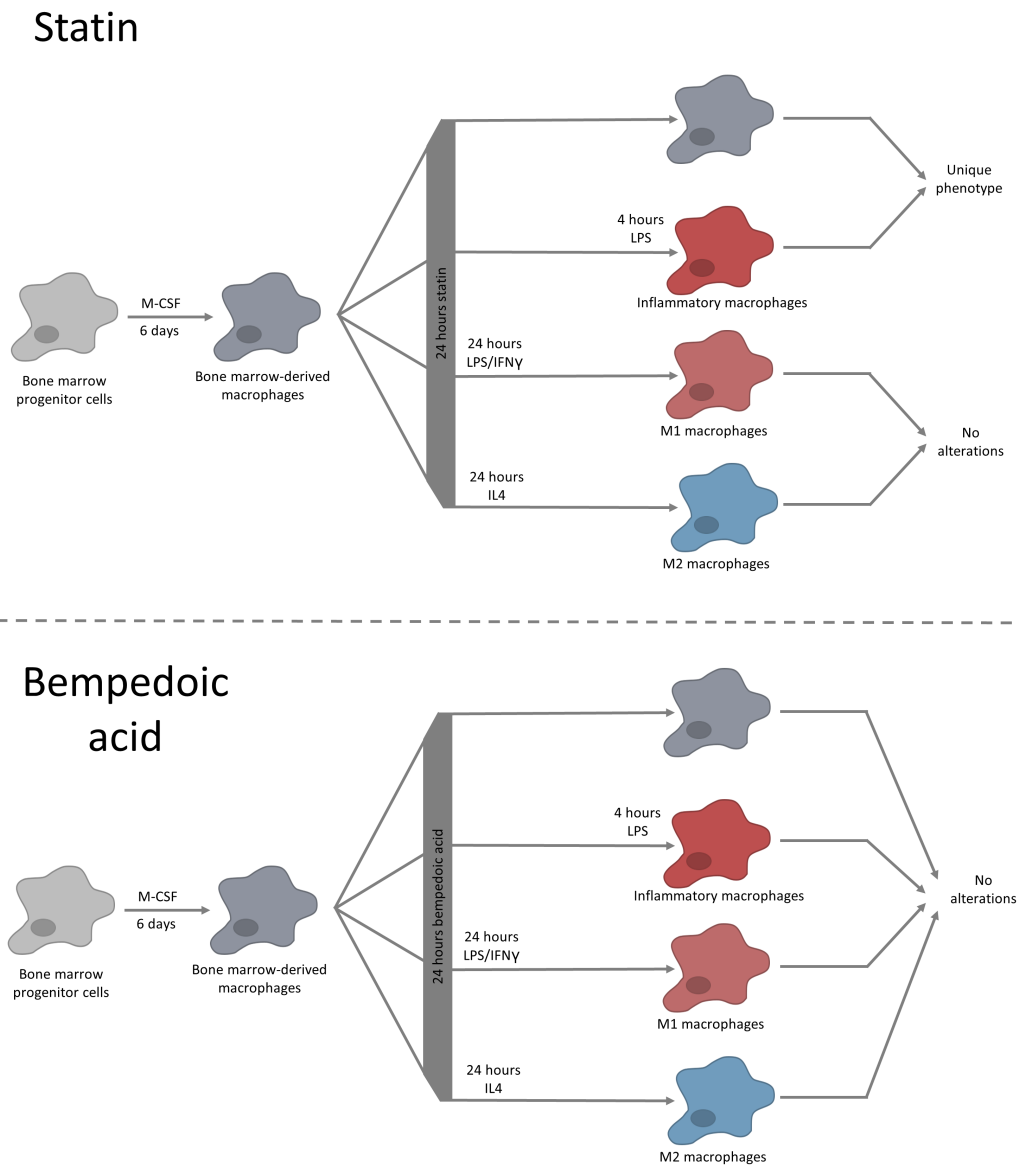 Statin
4 hours
LPS
Unique
phenotype
Inflammatory macrophages
M-CSF
6 days
24 hours statin
24 hours
LPS/IFNγ
Bone marrow
progenitor cells
Bone marrow-derived
macrophages
M1 macrophages
No
alterations
24 hours
IL4
M2 macrophages
Bempedoic
acid
4 hours
LPS
Inflammatory macrophages
No
alterations
M-CSF
6 days
24 hours bempedoic acid
24 hours
LPS/IFNγ
Bone marrow
progenitor cells
Bone marrow-derived
macrophages
M1 macrophages
24 hours
IL4
M2 macrophages